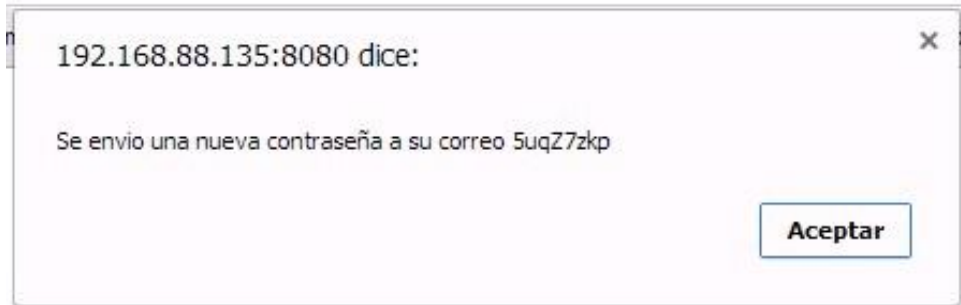 192.168.88.135:8080 dice:
Se envio una nueva contraseña a su correo 5uqZ7zkp
Aceptar